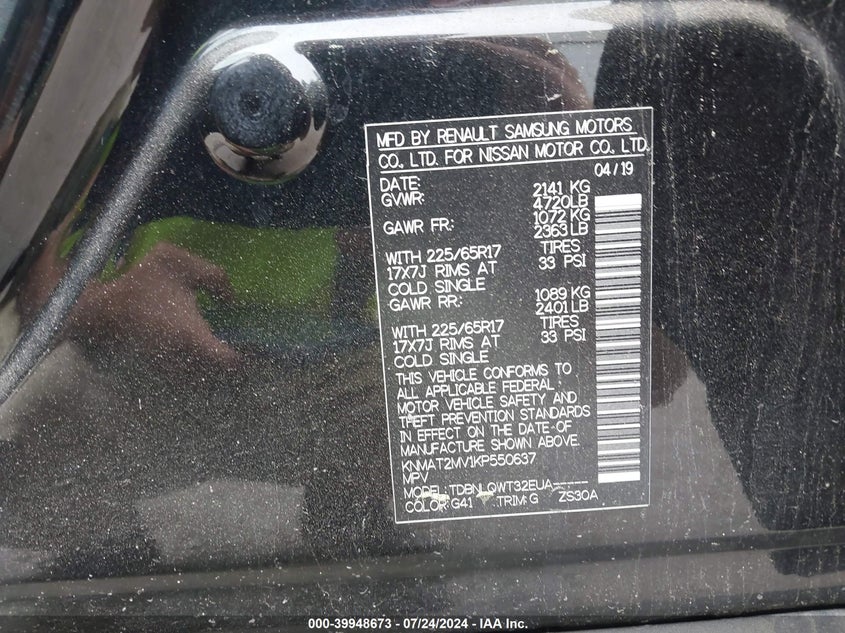 MFD BY RENAULT SAMSUNG MOTORS
CO., LTD. FOR NISSAN MOTOR CO., LTD.
DATE: 04/19
GVWR: 2141 KG
4720LB
GAWR FR.: 1072 KG
2363 LB
WITH 225/65R17 TIRES
17X7J RIMS AT 33 PSI
COLD SINGLE
GAWR RR.: 1089 KG
2401 LB
WITH 225/65R17 TIRES
17X7J RIMS AT 33 PSI
COLD SINGLE
THIS VEHICLE CONFORMS TO
ALL APPLICABLE FEDERAL
MOTOR VEHICLE SAFETY AND
THEFT PREVENTION STANDARDS
IN EFFECT ON THE DATE-OF
MANUFACTURE SHOWN ABOVE.
KNMAT2MV1KP550637
MPV
MODEL: TDBNLQWT32EUA-----
COLOR: G41 TRIM: G ZS30A
000-39948673 - 07/24/2024 - IAA Inc.